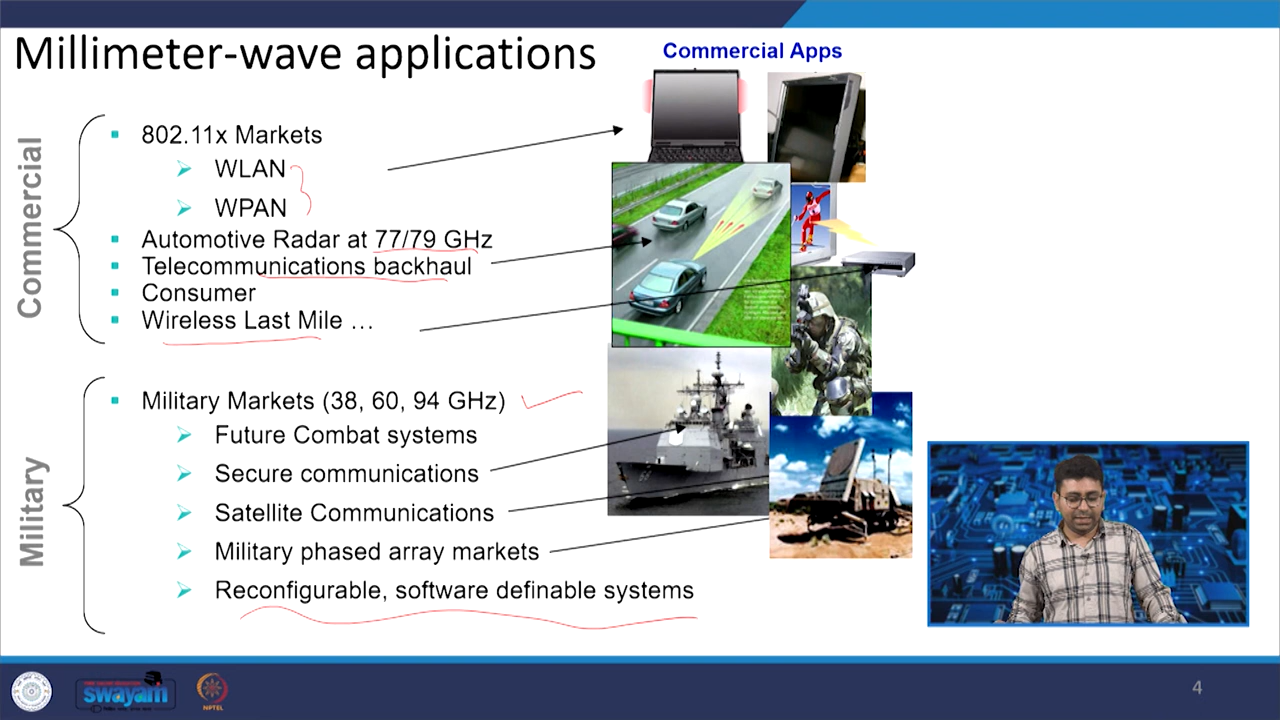 Millimeter-wave applications
Commercial Apps
Commercial
802.11x Markets
WLAN
WPAN
Automotive Radar at 77/79 GHz
Telecommunications backhaul
Consumer
Wireless Last Mile …
Military
Military Markets (38, 60, 94 GHz)
Future Combat systems
Secure communications
Satellite Communications
Military phased array markets
Reconfigurable, software definable systems
swayam
NPTEL
4